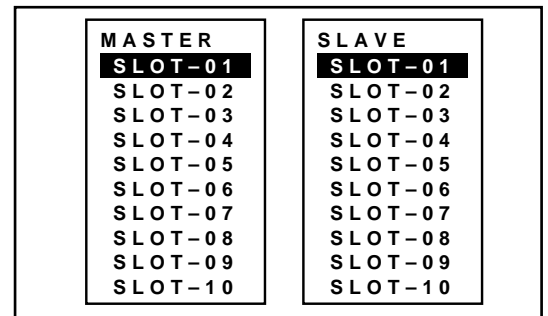 MASTER
SLOT–01
SLOT–02
SLOT–03
SLOT–04
SLOT–05
SLOT–06
SLOT–07
SLOT–08
SLOT–09
SLOT–10
SLAVE
SLOT–01
SLOT–02
SLOT–03
SLOT–04
SLOT–05
SLOT–06
SLOT–07
SLOT–08
SLOT–09
SLOT–10